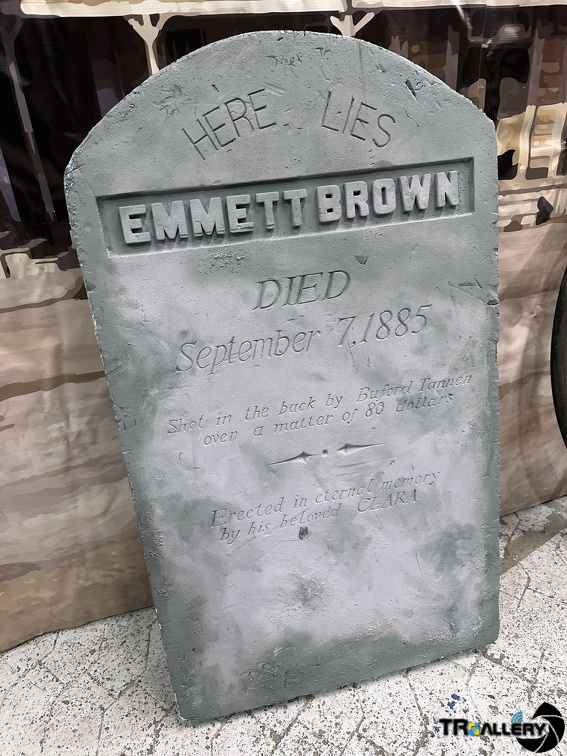 HERE LIES
EMMETT BROWN
DIED
September 7, 1885
Shot in the back by Buford Tannen
over a matter of 80 dollars
Erected in eternal memory
by his beloved CLARA
TRGALLERY